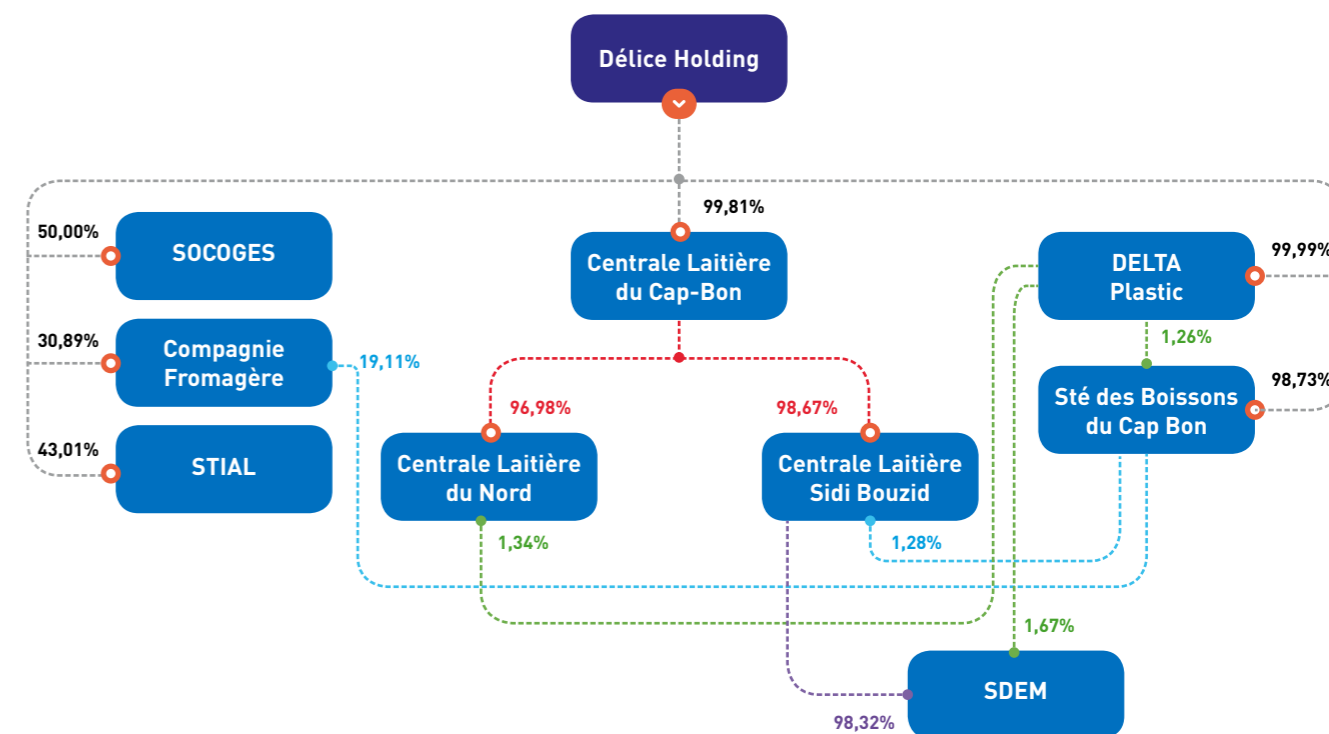 Délice Holding
99,81%
50,00%
SOCOGES
Centrale Laitière
du Cap-Bon
DELTA
Plastic
99,99%
30,89%
Compagnie
Fromagère
19,11%
1,26%
98,73%
Sté des Boissons
du Cap Bon
96,98%
98,67%
43,01%
STIAL
Centrale Laitière
du Nord
Centrale Laitière
Sidi Bouzid
1,34%
1,28%
1,67%
SDEM
98,32%